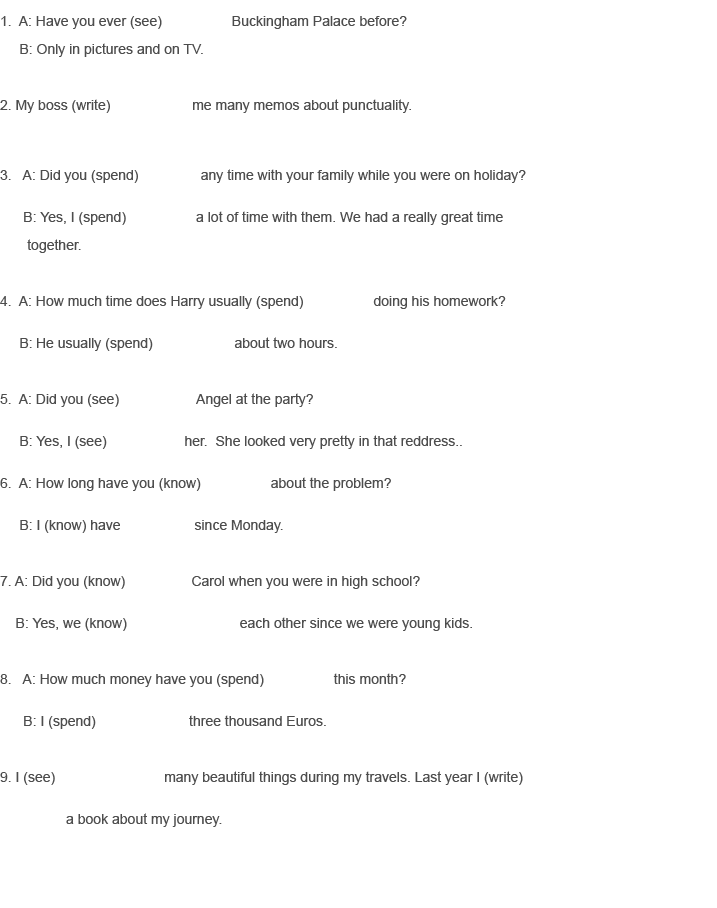 1. A: Have you ever (see) Buckingham Palace before?
B: Only in pictures and on TV.
2. My boss (write) me many memos about punctuality.
3. A: Did you (spend) any time with your family while you were on holiday?
B: Yes, I (spend) a lot of time with them. We had a really great time
together.
4. A: How much time does Harry usually (spend) doing his homework?
B: He usually (spend) about two hours.
5. A: Did you (see) Angel at the party?
B: Yes, I (see) her. She looked very pretty in that reddress..
6. A: How long have you (know) about the problem?
B: I (know) have since Monday.
7. A: Did you (know) Carol when you were in high school?
B: Yes, we (know) each other since we were young kids.
8. A: How much money have you (spend) this month?
B: I (spend) three thousand Euros.
9. I (see) many beautiful things during my travels. Last year I (write)
a book about my journey.